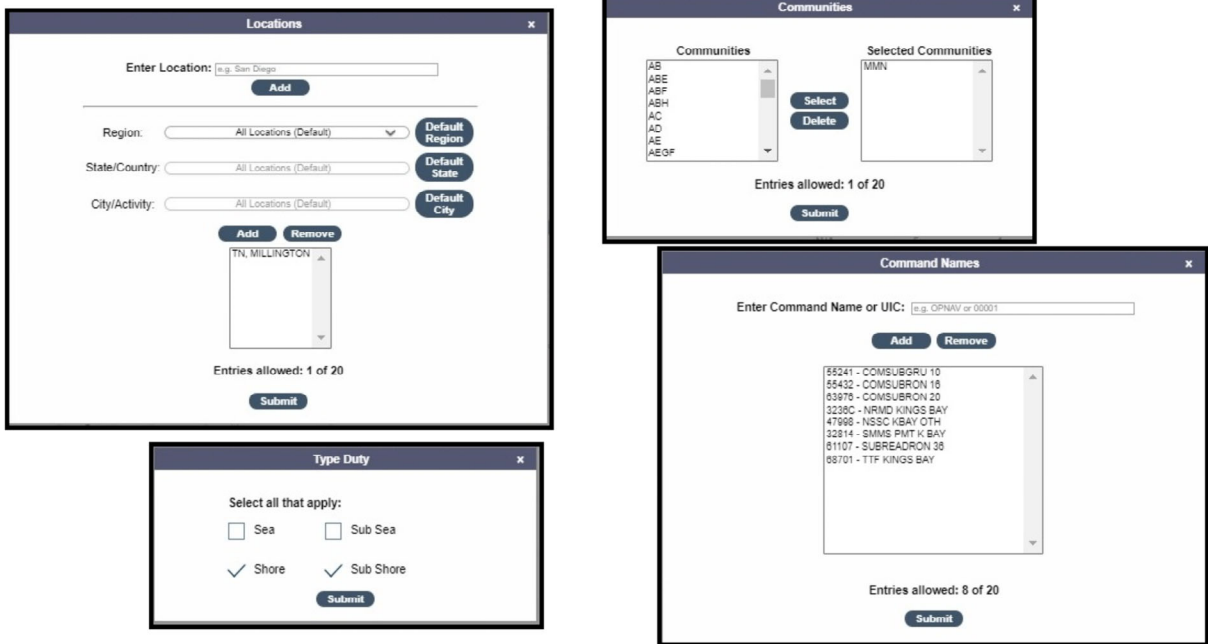 Locations x
Enter Location: e.g. San Diego
Add
Region: All Locations (Default) Default Region
State/Country: All Locations (Default) Default State
City/Activity: All Locations (Default) Default City
Add Remove
TN, MILLINGTON
Entries allowed: 1 of 20
Submit
Communities x
Communities Selected Communities
AB MMN
ABE
ABF
ABH
AC
AD
AE
AEGF
Select
Delete
Entries allowed: 1 of 20
Submit
Type Duty x
Select all that apply:
Sea Sub Sea
Shore Sub Shore
Submit
Command Names x
Enter Command Name or UIC: e.g. OPNAV or 00001
Add Remove
55241 - COMSUBGRU 10
55432 - COMSUBRON 16
63976 - COMSUBRON 20
3236C - NRMD KINGS BAY
47998 - NSSC KBAY OTH
32814 - SMMS PMT K BAY
61107 - SUBREADRON 36
68701 - TTF KINGS BAY
Entries allowed: 8 of 20
Submit